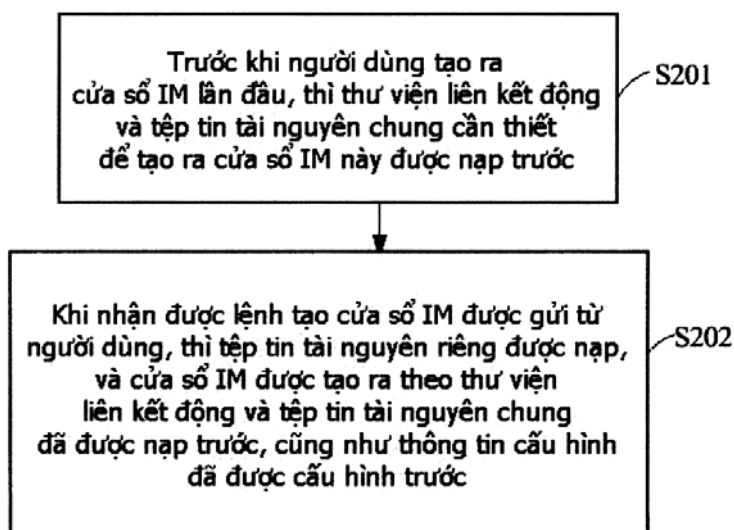 Trước khi người dùng tạo ra
cửa sổ IM lần đầu, thì thư viện liên kết động
và tệp tin tài nguyên chung cần thiết
để tạo ra cửa sổ IM này được nạp trước
S201
Khi nhận được lệnh tạo cửa sổ IM được gửi từ
người dùng, thì tệp tin tài nguyên riêng được nạp,
và cửa sổ IM được tạo ra theo thư viện
liên kết động và tệp tin tài nguyên chung
đã được nạp trước, cũng như thông tin cấu hình
đã được cấu hình trước
S202